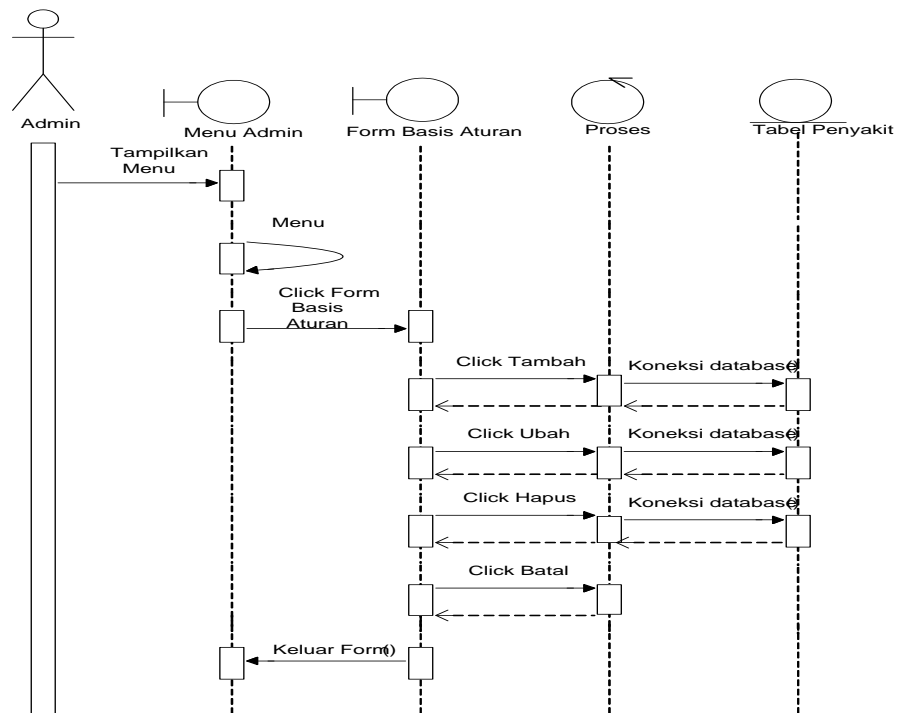 Admin
Menu Admin
Form Basis Aturan
Proses
Tabel Penyakit
Tampilkan
Menu
Menu
Click Form
Basis
Aturan
Click Tambah
Koneksi database()
Click Ubah
Koneksi database()
Click Hapus
Koneksi database()
Click Batal
Keluar Form()